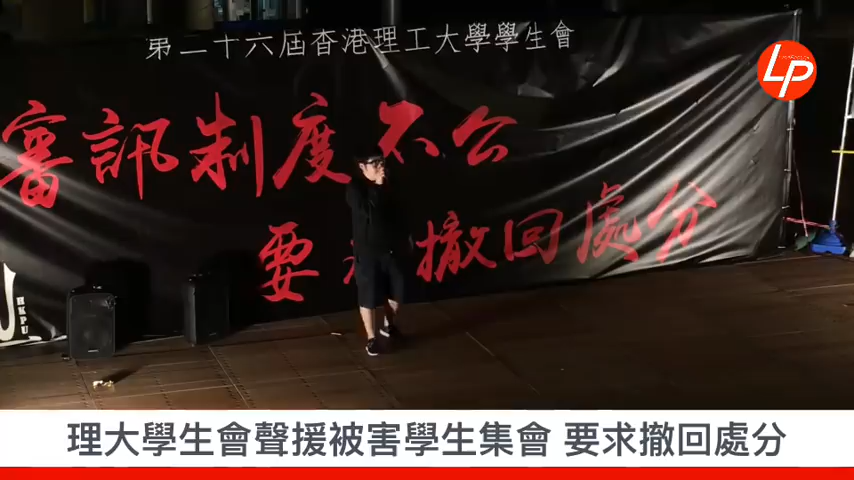 第二十六屆香港理工大學學生會
LP
審訊制度不公
要 撤回處分
HKPU
理大學生會聲援被害學生集會 要求撤回處分